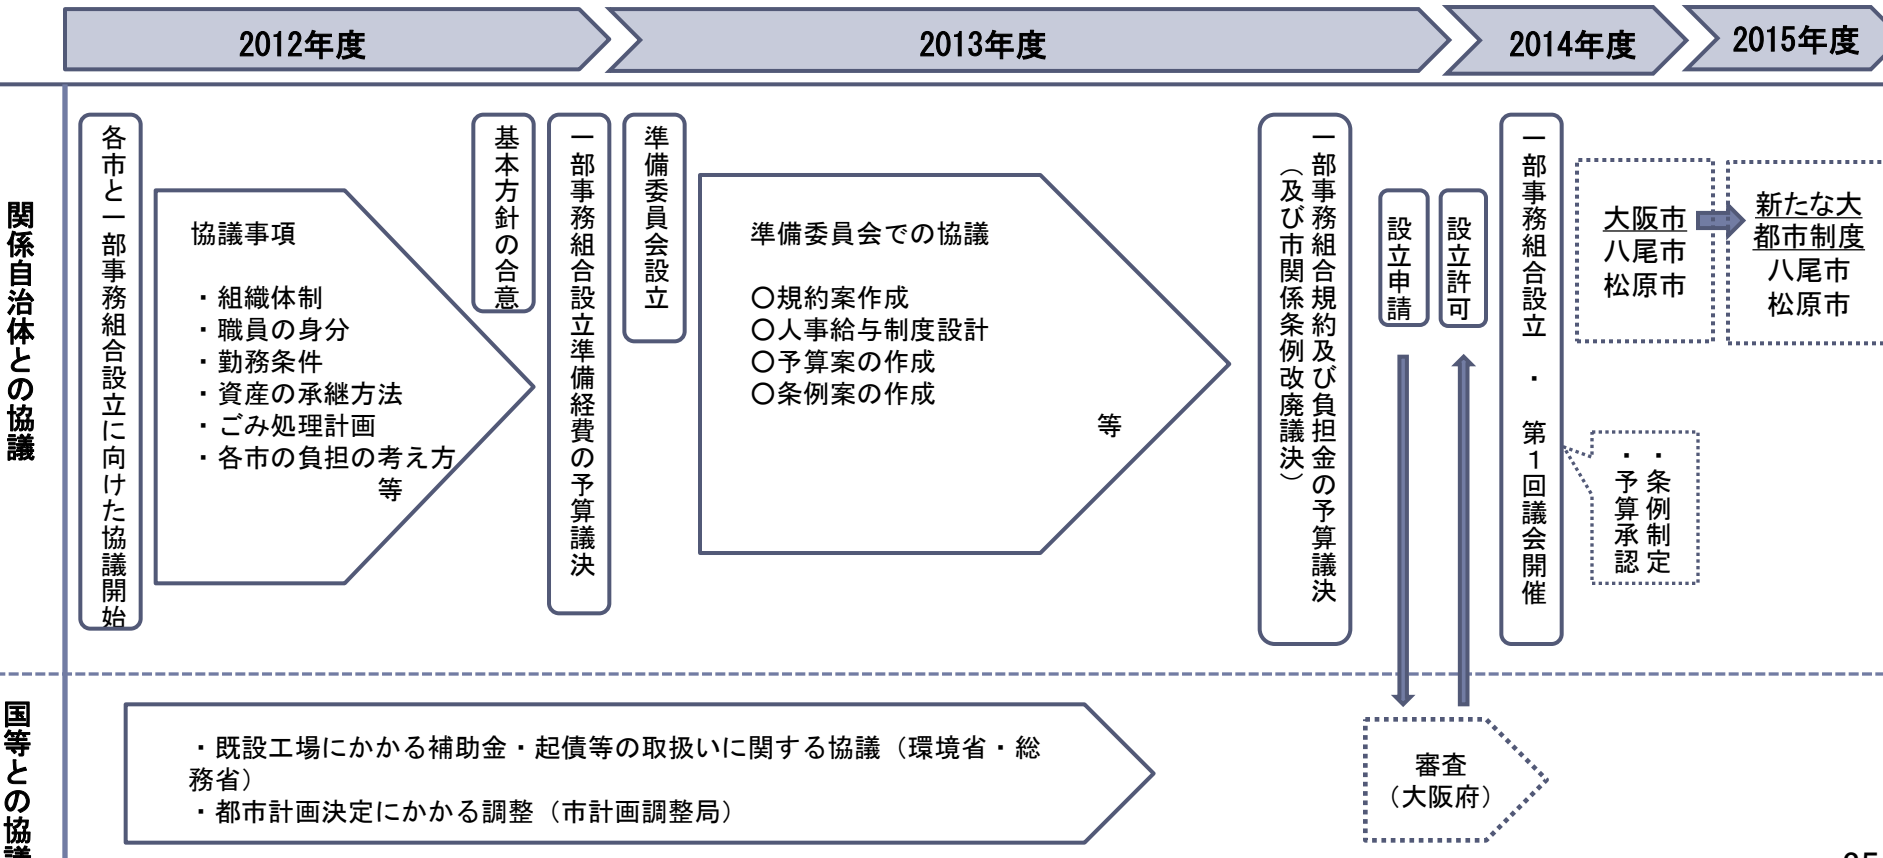 2012年度
2013年度
2014年度
2015年度
関係自治体との協議
各市と一部事務組合設立に向けた協議開始
協議事項
・組織体制
・職員の身分
・勤務条件
・資産の承継方法
・ごみ処理計画
・各市の負担の考え方
等
基本方針の合意
一部事務組合設立準備経費の予算議決
準備委員会設立
準備委員会での協議
〇規約案作成
〇人事給与制度設計
〇予算案の作成
〇条例案の作成
等
一部事務組合規約及び負担金の予算議決
（及び市関係条例改廃議決）
設立申請
設立許可
一部事務組合設立 ・ 第1回議会開催
大阪市
八尾市
松原市
新たな大
都市制度
八尾市
松原市
・条例制定
・予算承認
国等との協議
・既設工場にかかる補助金・起債等の取扱いに関する協議（環境省・総
務省）
・都市計画決定にかかる調整（市計画調整局）
審査
（大阪府）